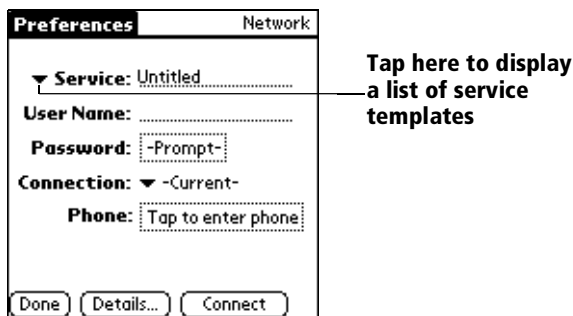 Preferences Network
▼ Service: Untitled
User Name:
Password: -Prompt-
Connection: ▼ -Current-
Phone: Tap to enter phone
Done Details... Connect
Tap here to display
a list of service
templates